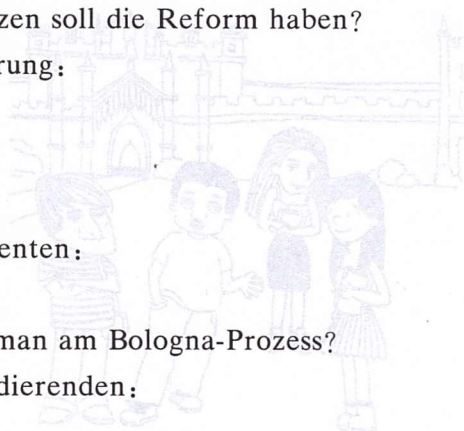 zen soll die Reform haben?
rung:
enten:
man am Bologna-Prozess?
dierenden: